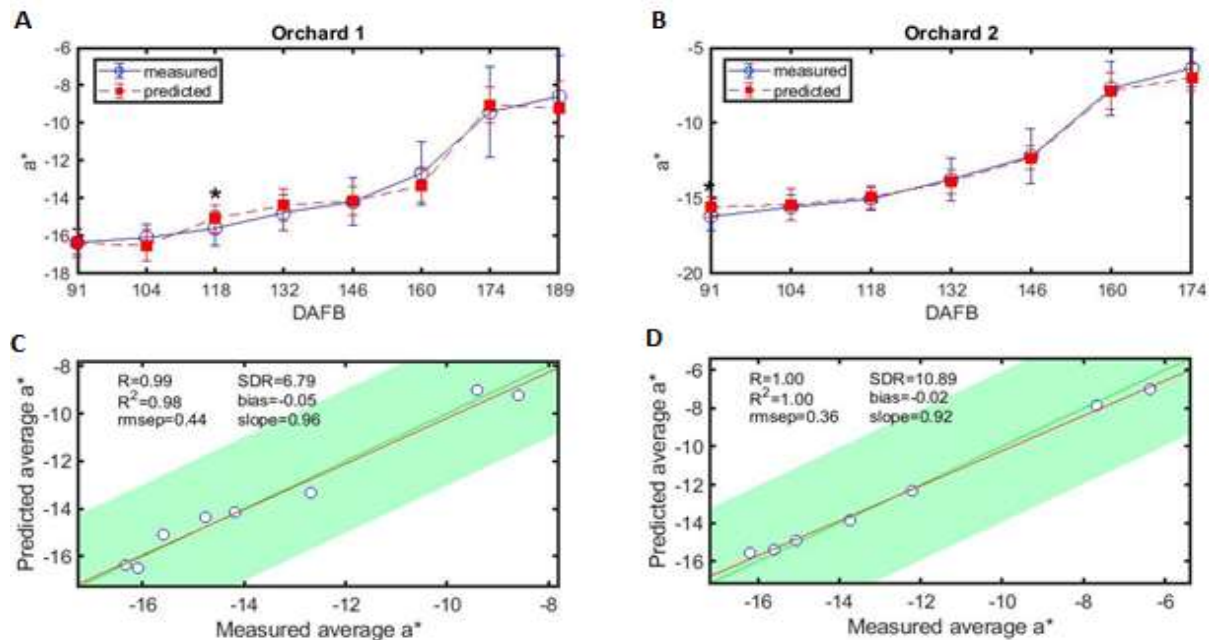 A
Orchard 1
-6
-8
-10
-12
-14
-16
-18
a*
measured
predicted
*
91 104 118 132 146 160 174 189
DAFB
B
Orchard 2
-5
-10
-15
-20
a*
measured
predicted
*
91 104 118 132 146 160 174
DAFB
C
-8
-10
-12
-14
-16
Predicted average a*
R=0.99 SDR=6.79
R²=0.98 bias=-0.05
rmsep=0.44 slope=0.96
-16 -14 -12 -10 -8
Measured average a*
D
-6
-8
-10
-12
-14
-16
Predicted average a*
R=1.00 SDR=10.89
R²=1.00 bias=-0.02
rmsep=0.36 slope=0.92
-16 -14 -12 -10 -8 -6
Measured average a*